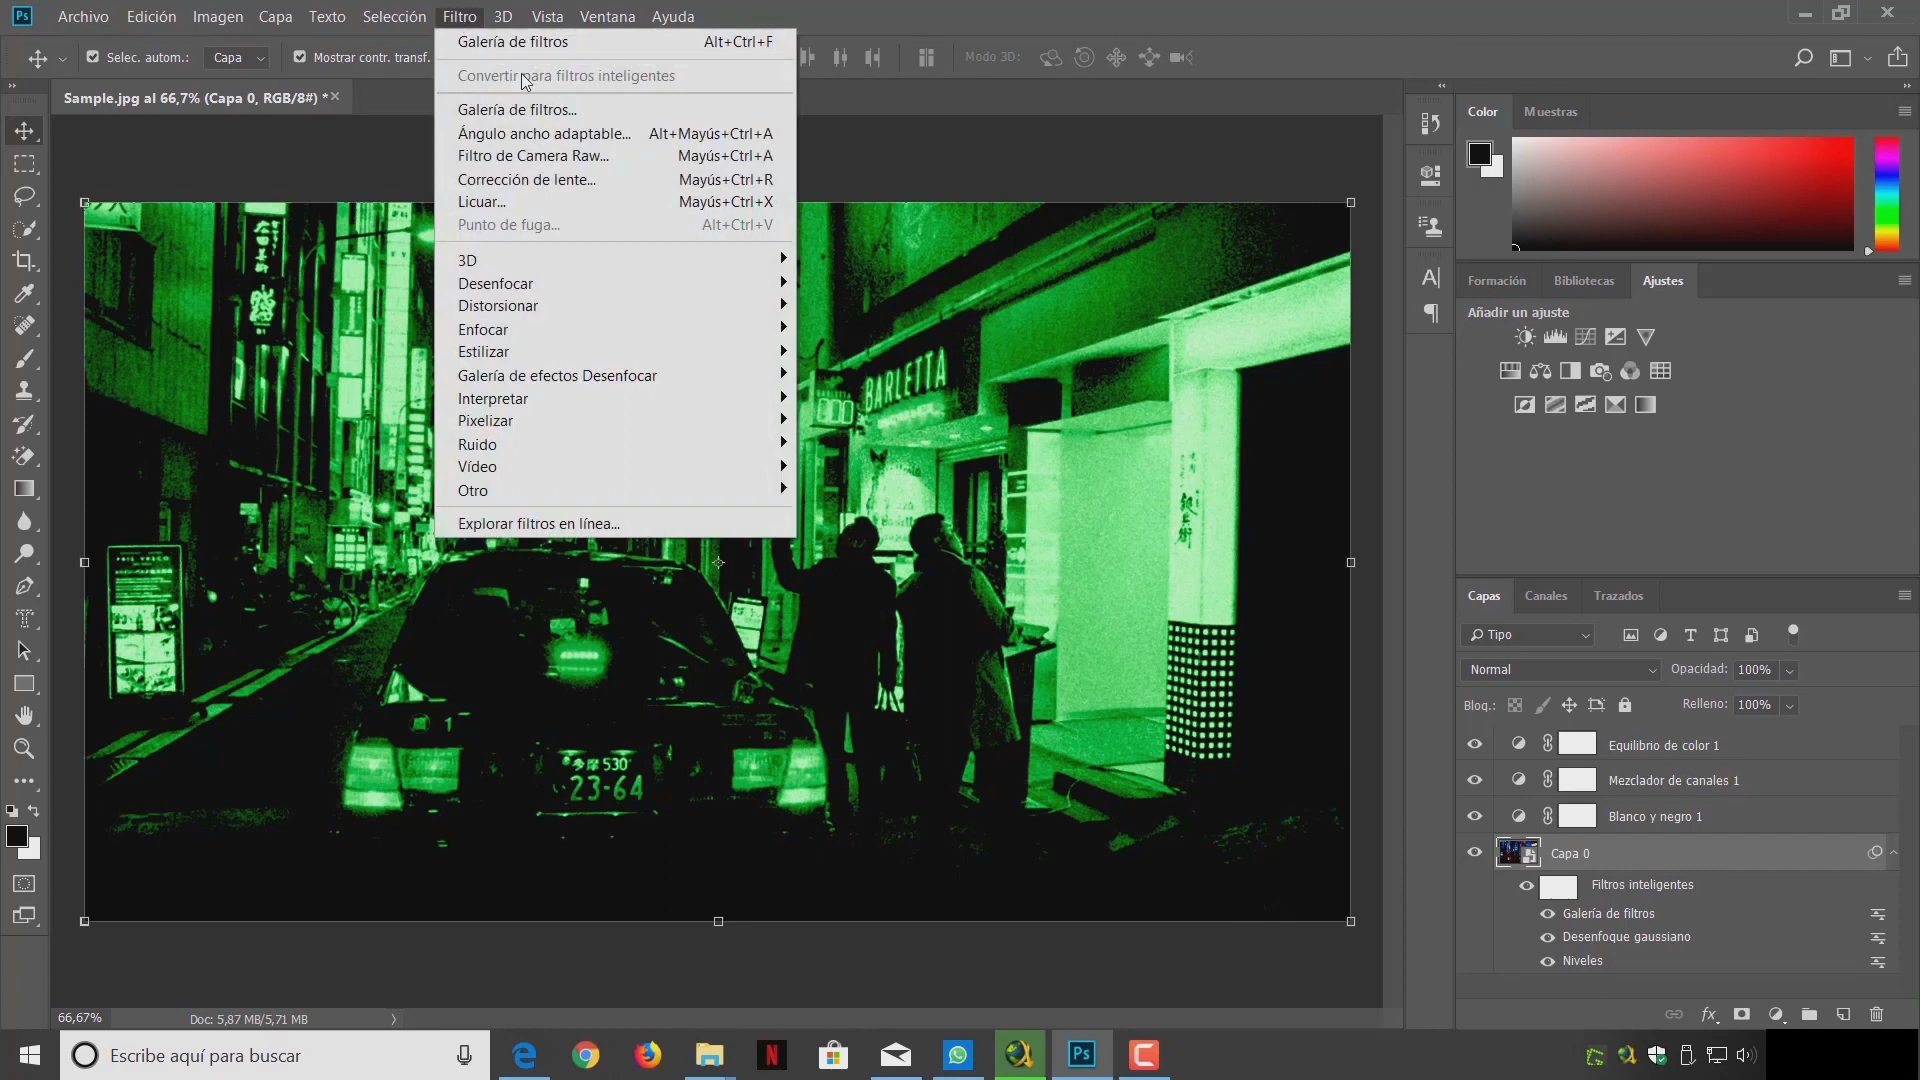 Ps Archivo Edición Imagen Capa Texto Selección Filtro 3D Vista Ventana Ayuda
Selec. autom.: Capa Mostrar contr. transf. Modo 3D:
Sample.jpg al 66,7% (Capa 0, RGB/8#) *
Galería de filtros Alt+Ctrl+F
Convertir para filtros inteligentes
Galería de filtros...
Ángulo ancho adaptable... Alt+Mayús+Ctrl+A
Filtro de Camera Raw... Mayús+Ctrl+A
Corrección de lente... Mayús+Ctrl+R
Licuar... Mayús+Ctrl+X
Punto de fuga... Alt+Ctrl+V
3D
Desenfocar
Distorsionar
Enfocar
Estilizar
Galería de efectos Desenfocar
Interpretar
Pixelizar
Ruido
Vídeo
Otro
Explorar filtros en línea...
BARLETTA
多摩 530
23-64
Color Muestras
Formación Bibliotecas Ajustes
Añadir un ajuste
Capas Canales Trazados
Tipo
Normal Opacidad: 100%
Bloq.: Relleno: 100%
Equilibrio de color 1
Mezclador de canales 1
Blanco y negro 1
Capa 0
Filtros inteligentes
Galería de filtros
Desenfoque gaussiano
Niveles
fx
66,67% Doc: 5,87 MB/5,71 MB
Escribe aquí para buscar
N
Ps